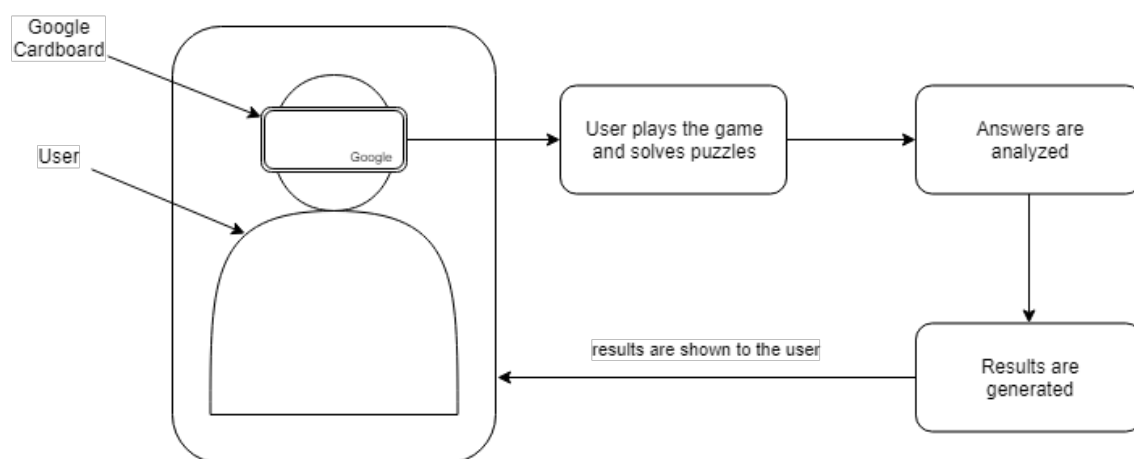 Google
Cardboard
User
Google
User plays the game
and solves puzzles
Answers are
analyzed
results are shown to the user
Results are
generated